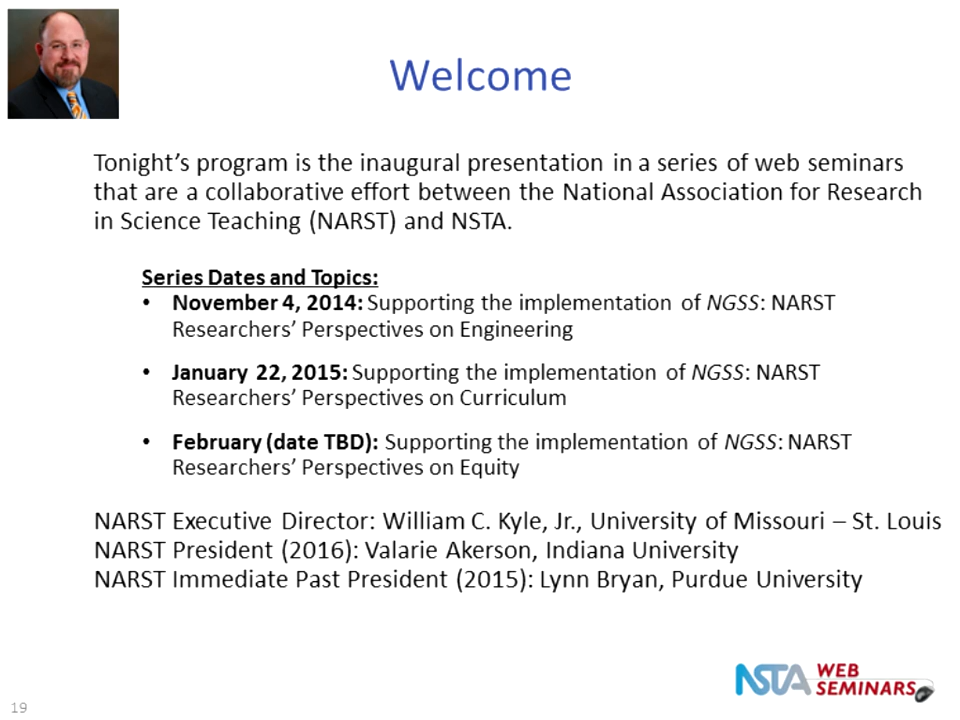 Welcome
Tonight’s program is the inaugural presentation in a series of web seminars
that are a collaborative effort between the National Association for Research
in Science Teaching (NARST) and NSTA.
Series Dates and Topics:
• November 4, 2014: Supporting the implementation of NGSS: NARST
Researchers’ Perspectives on Engineering
• January 22, 2015: Supporting the implementation of NGSS: NARST
Researchers’ Perspectives on Curriculum
• February (date TBD): Supporting the implementation of NGSS: NARST
Researchers’ Perspectives on Equity
NARST Executive Director: William C. Kyle, Jr., University of Missouri – St. Louis
NARST President (2016): Valarie Akerson, Indiana University
NARST Immediate Past President (2015): Lynn Bryan, Purdue University
NSTA WEB
SEMINARS
19